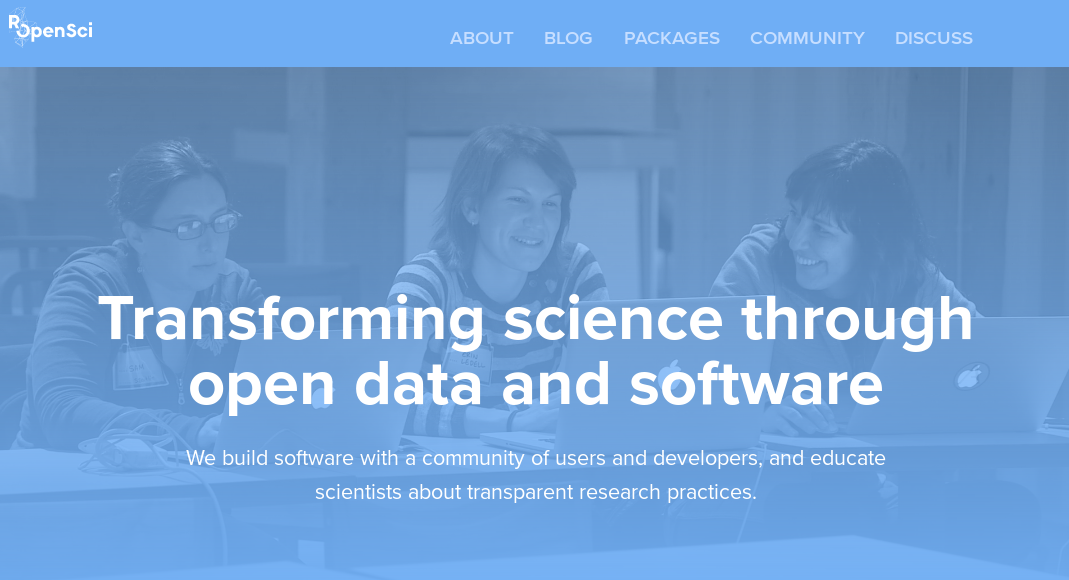 ROpenSci
ABOUT BLOG PACKAGES COMMUNITY DISCUSS
Transforming science through
open data and software
We build software with a community of users and developers, and educate
scientists about transparent research practices.